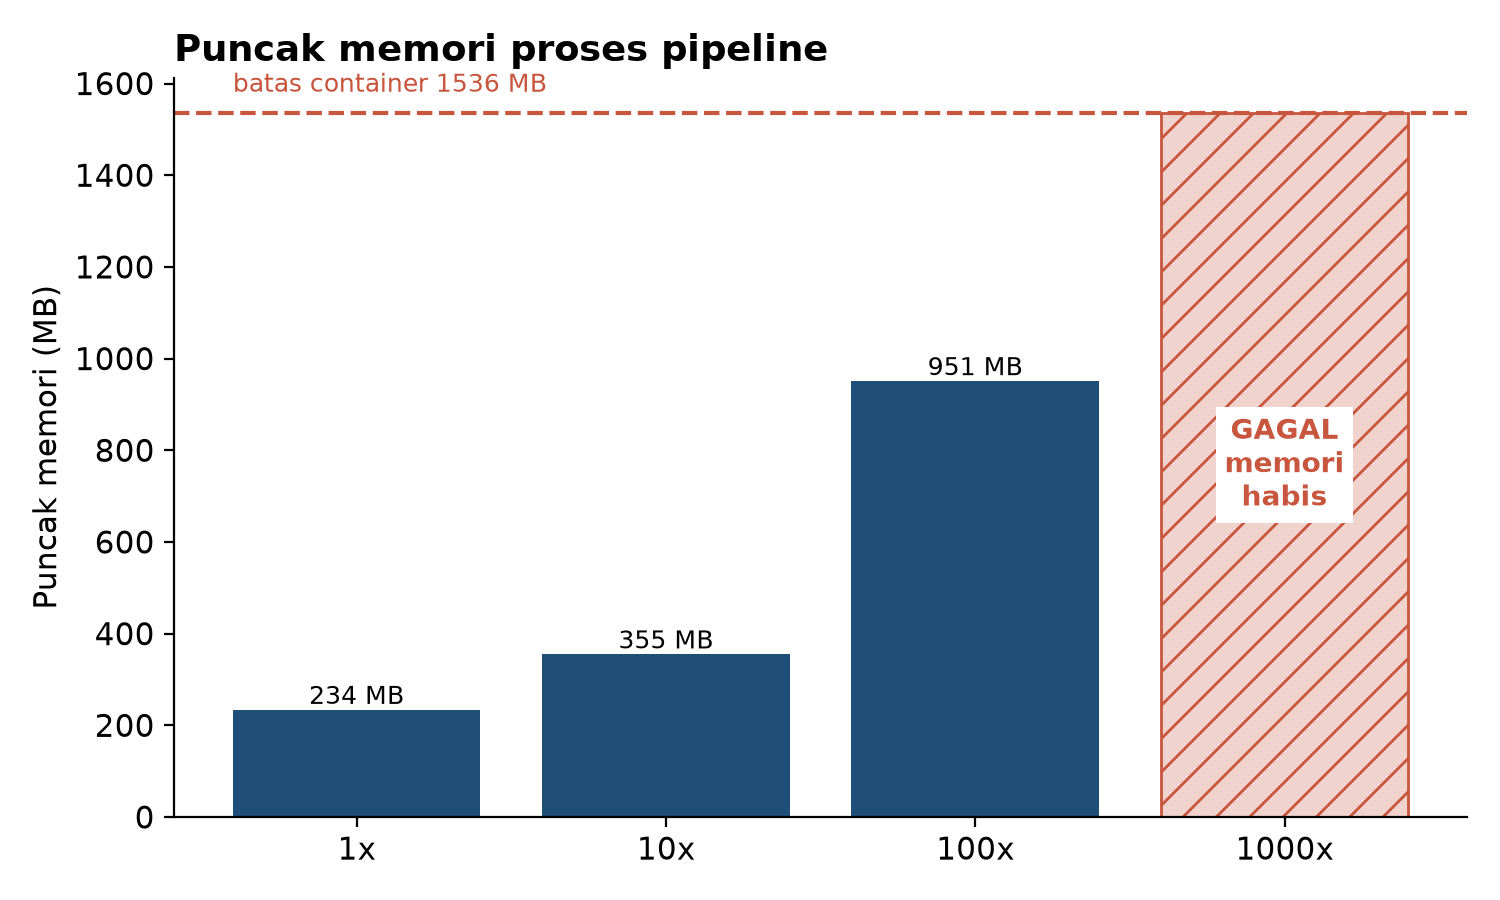 Puncak memori proses pipeline
batas container 1536 MB
Puncak memori (MB)
1600
1400
1200
1000
800
600
400
200
0
234 MB
355 MB
951 MB
GAGAL
memori
habis
1x
10x
100x
1000x